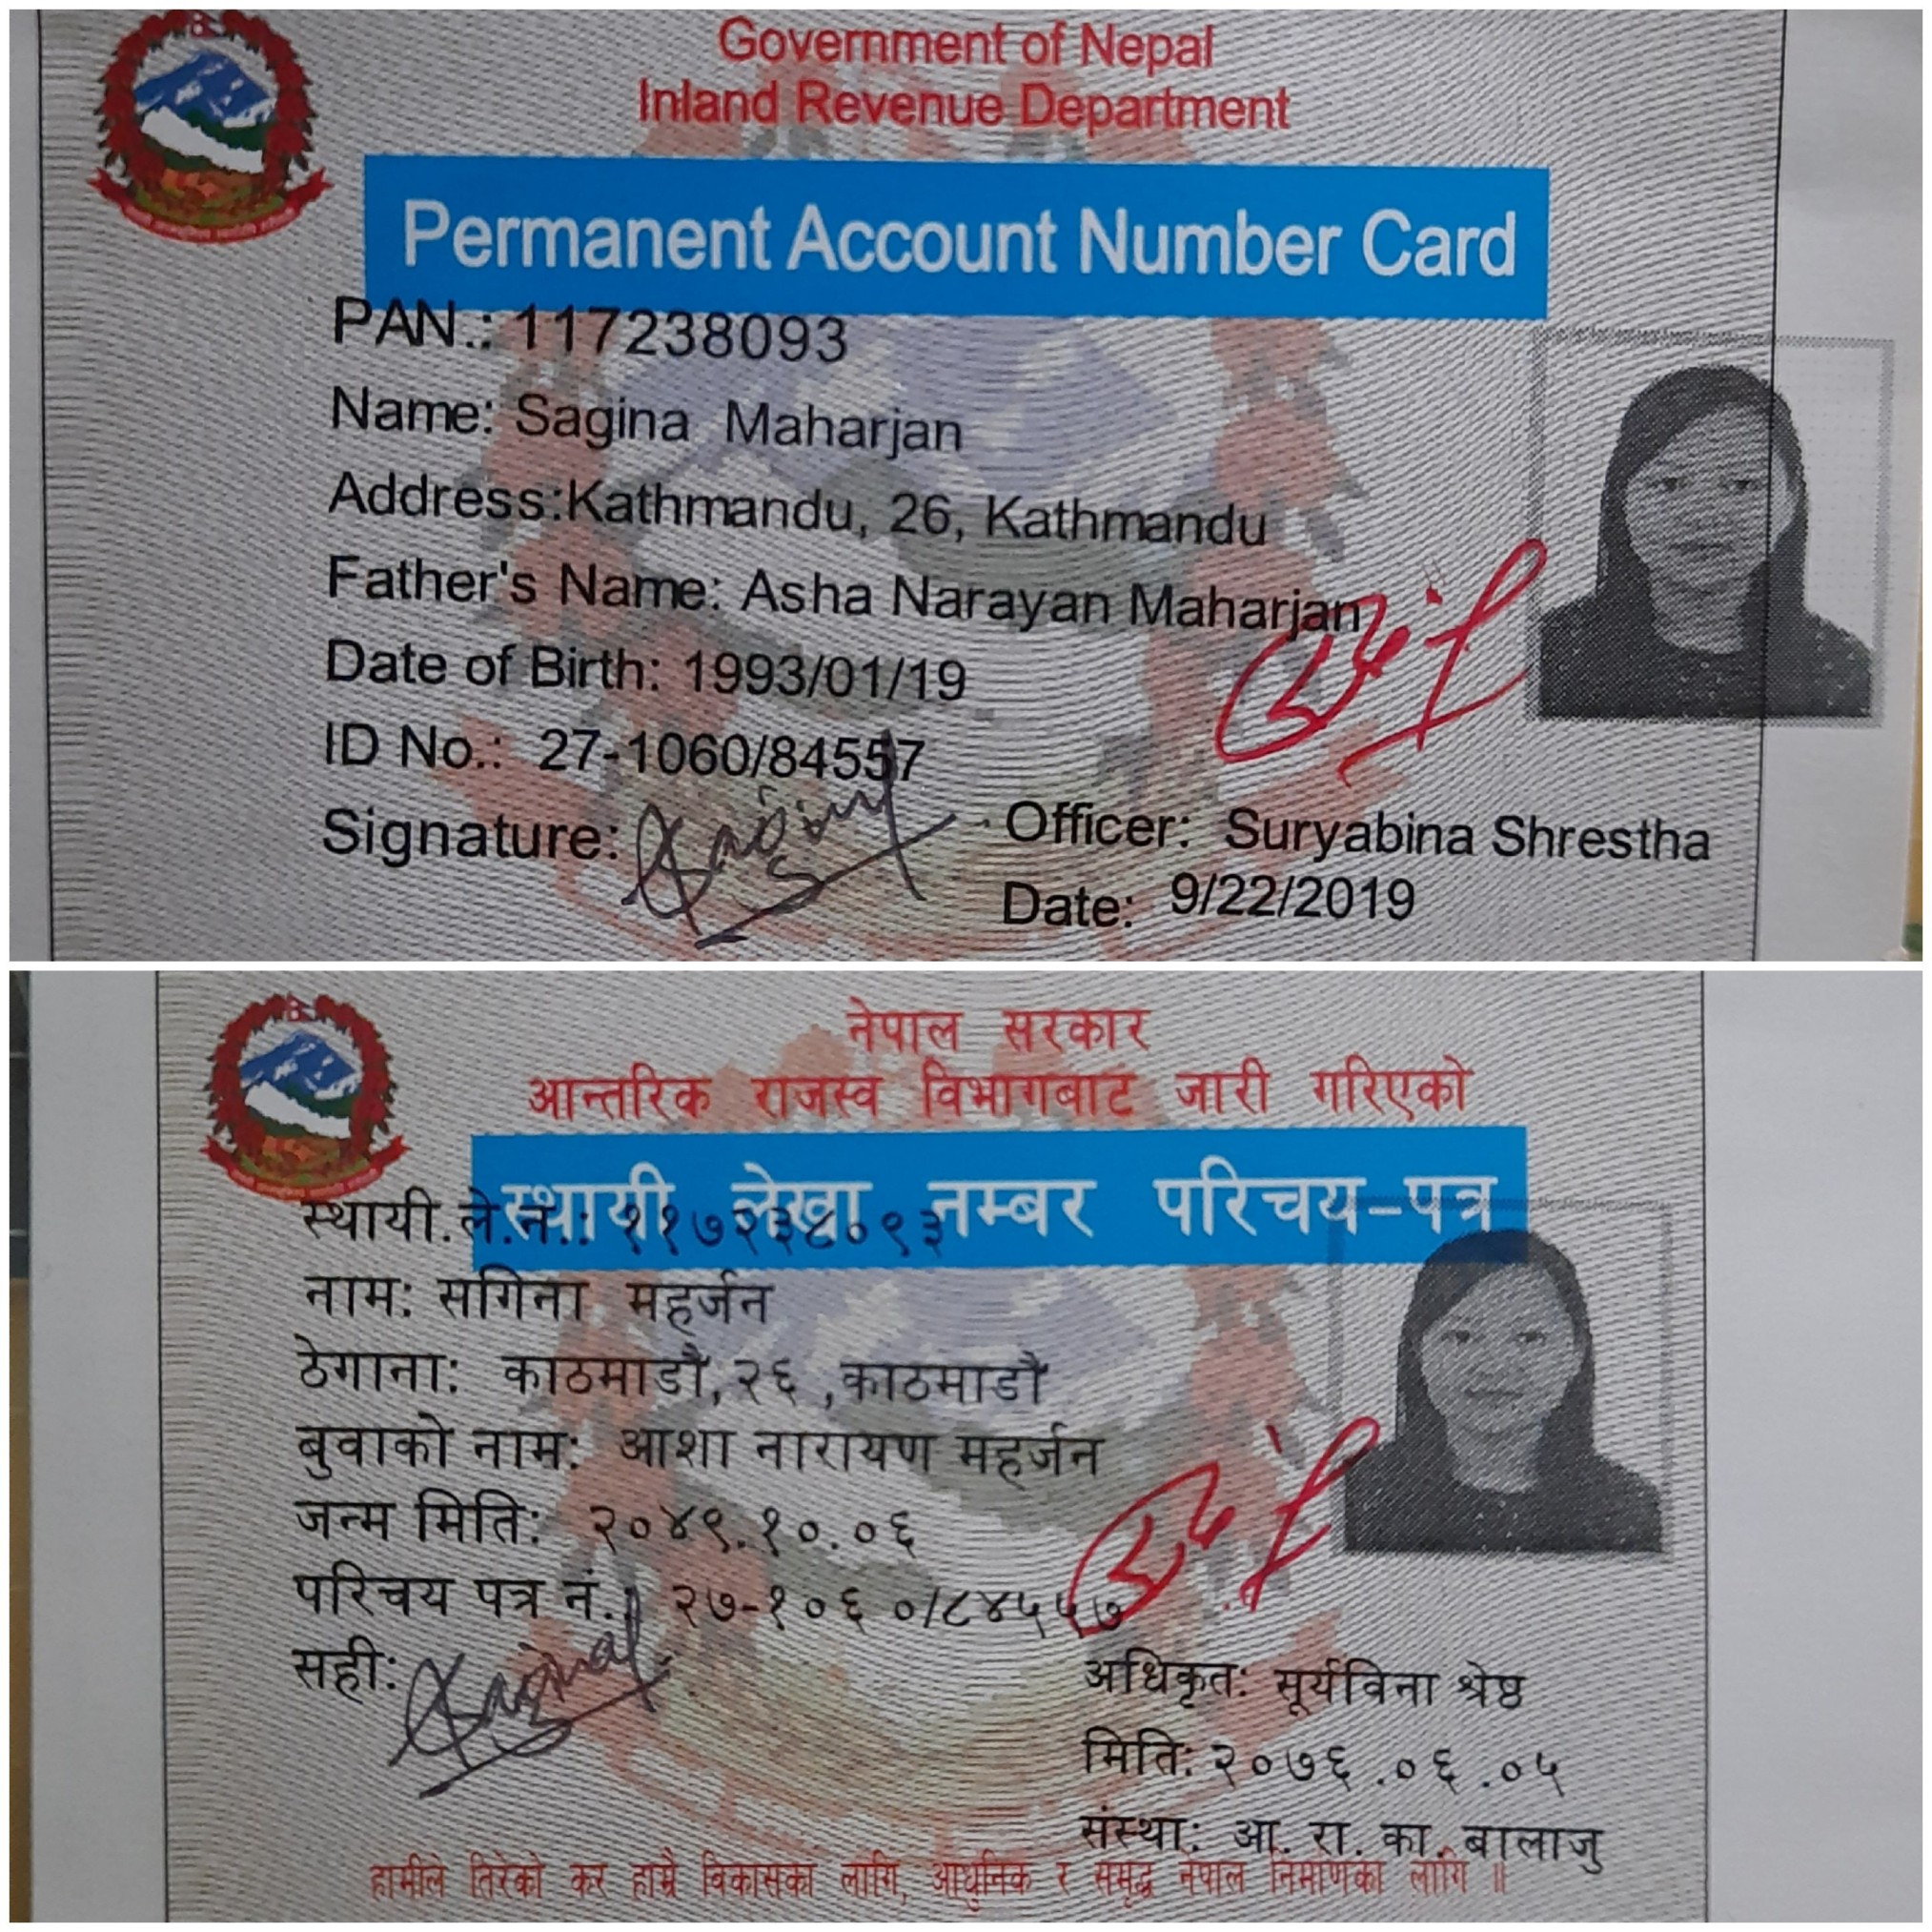 Government of Nepal
Inland Revenue Department
Permanent Account Number Card
PAN.: 117238093
Name: Sagina Maharjan
Address:Kathmandu, 26, Kathmandu
Father's Name: Asha Narayan Maharjan
Date of Birth: 1993/01/19
ID No.: 27-1060/84557
Signature:
Officer: Suryabina Shrestha
Date: 9/22/2019
नेपाल सरकार
आन्तरिक राजस्व विभागबाट जारी गरिएको
स्थायी लेखा नम्बर परिचय-पत्र
स्थायी.ले.नं.: ११७२३८०९३
नाम: सगिना महर्जन
ठेगाना: काठमाडौं,२६ ,काठमाडौं
बुवाको नाम: आशा नारायण महर्जन
जन्म मिति: २०४९.१०.०६
परिचय पत्र नं.: २७-१०६०/८४५५७
सही:
अधिकृत: सूर्यविना श्रेष्ठ
मिति: २०७६.०६.०५
संस्था: आ. रा. का. बालाजु
हामीले तिरेको कर हाम्रै विकासका लागि, आधुनिक र समृद्ध नेपाल निर्माणका लागि ॥